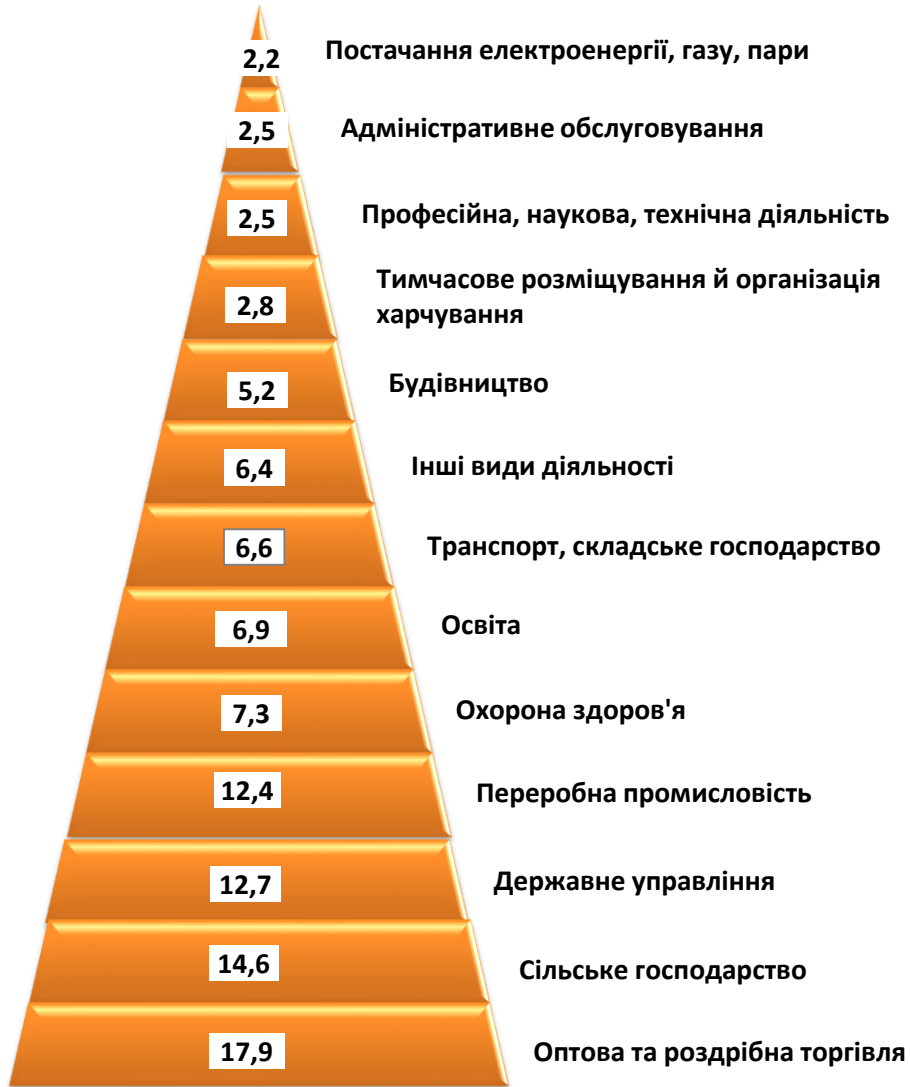 2,2 Постачання електроенергії, газу, пари
2,5 Адміністративне обслуговування
2,5 Професійна, наукова, технічна діяльність
Тимчасове розміщування й організація
2,8 харчування
5,2 Будівництво
6,4 Інші види діяльності
6,6 Транспорт, складське господарство
6,9 Освіта
7,3 Охорона здоров'я
12,4 Переробна промисловість
12,7 Державне управління
14,6 Сільське господарство
17,9 Оптова та роздрібна торгівля